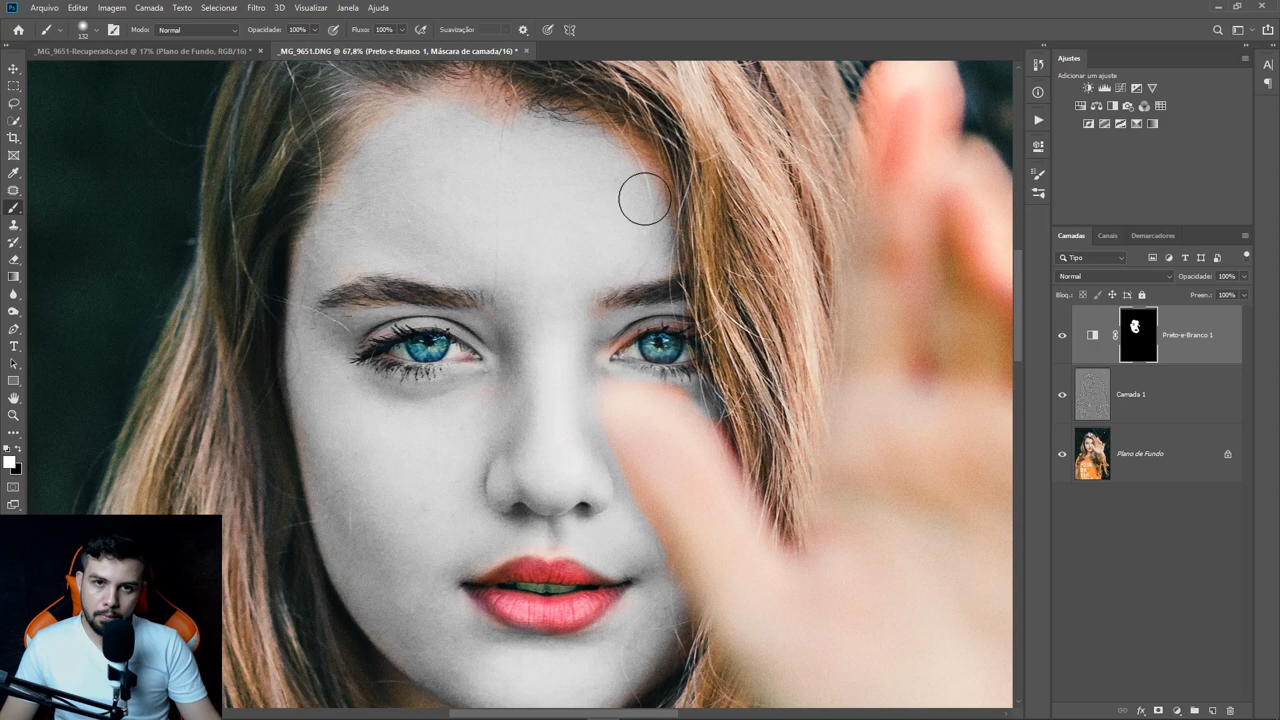 Ps Arquivo Editar Imagem Camada Texto Selecionar Filtro 3D Visualizar Janela Ajuda
132 Modo: Normal Opacidade: 100% Fluxo: 100% Suavização:
_MG_9651-Recuperado.psd @ 17% (Plano de Fundo, RGB/16) * × _MG_9651.DNG @ 67,8% (Preto-e-Branco 1, Máscara de camada/16) * ×
Ajustes
Adicionar um ajuste
Camadas Canais Demarcadores
Tipo
Normal Opacidade: 100%
Bloq.: Preen.: 100%
Preto-e-Branco 1
Camada 1
Plano de Fundo